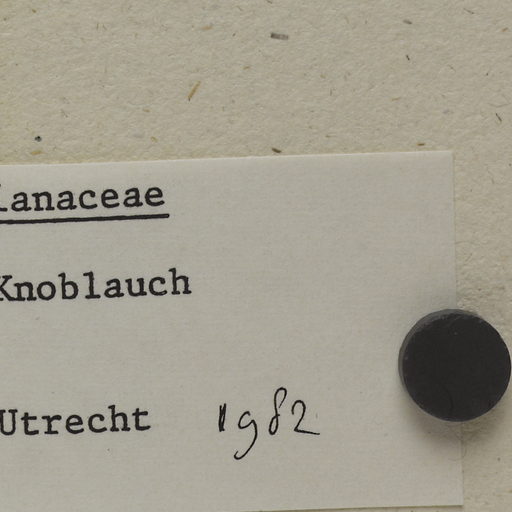 lanaceae
Knoblauch
Utrecht 1982